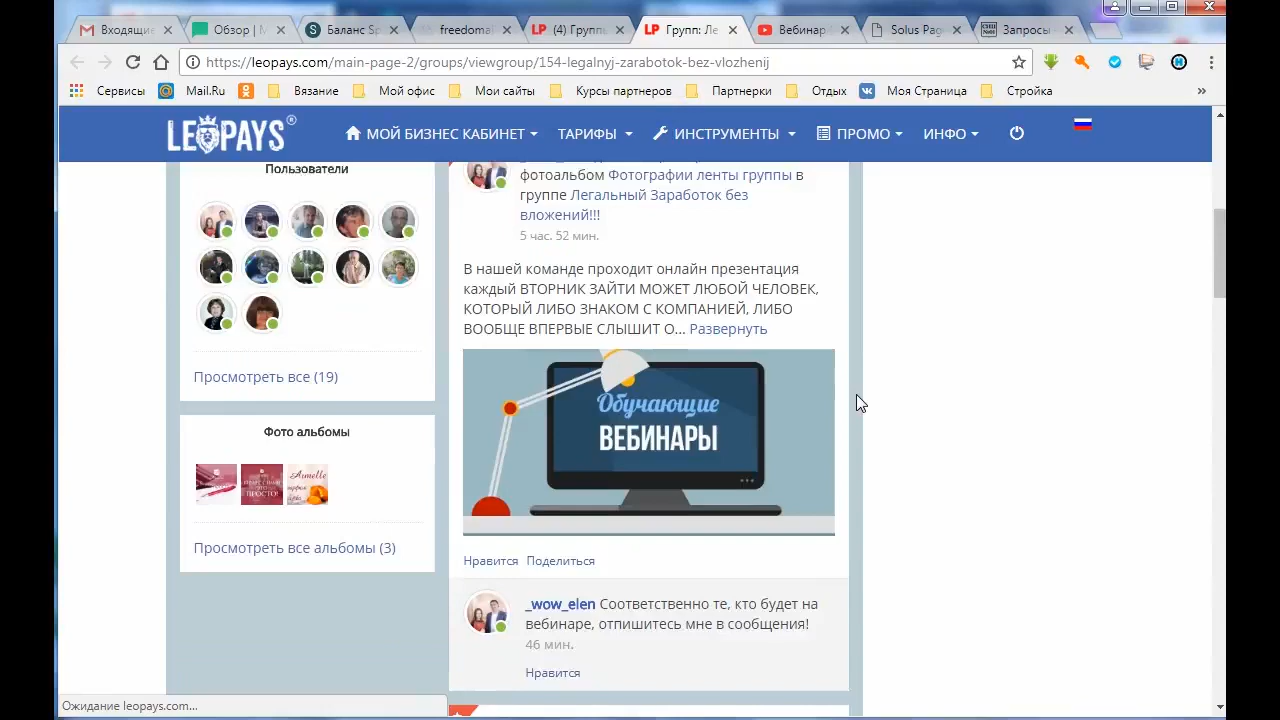 Входящие
Обзор | М
Баланс Sp
freedomal
(4) Группы
Групп: Ле
Вебинар
Solus Pag
Запросы
https://leopays.com/main-page-2/groups/viewgroup/154-legalnyj-zarabotok-bez-vlozhenij
Сервисы
Mail.Ru
Вязание
Мой офис
Мои сайты
Курсы партнеров
Партнерки
Отдых
Моя Страница
Стройка
»
LEOPAYS®
МОЙ БИЗНЕС КАБИНЕТ
ТАРИФЫ
ИНСТРУМЕНТЫ
ПРОМО
ИНФО
Пользователи
Просмотреть все (19)
Фото альбомы
ПРОСТО!
Armelle
Просмотреть все альбомы (3)
фотоальбом Фотографии ленты группы в
группе Легальный Заработок без
вложений!!!
5 час. 52 мин.
В нашей команде проходит онлайн презентация
каждый ВТОРНИК ЗАЙТИ МОЖЕТ ЛЮБОЙ ЧЕЛОВЕК,
КОТОРЫЙ ЛИБО ЗНАКОМ С КОМПАНИЕЙ, ЛИБО
ВООБЩЕ ВПЕРВЫЕ СЛЫШИТ О... Развернуть
Обучающие
ВЕБИНАРЫ
Нравится Поделиться
_wow_elen Соответственно те, кто будет на
вебинаре, отпишитесь мне в сообщения!
46 мин.
Нравится
Ожидание leopays.com...